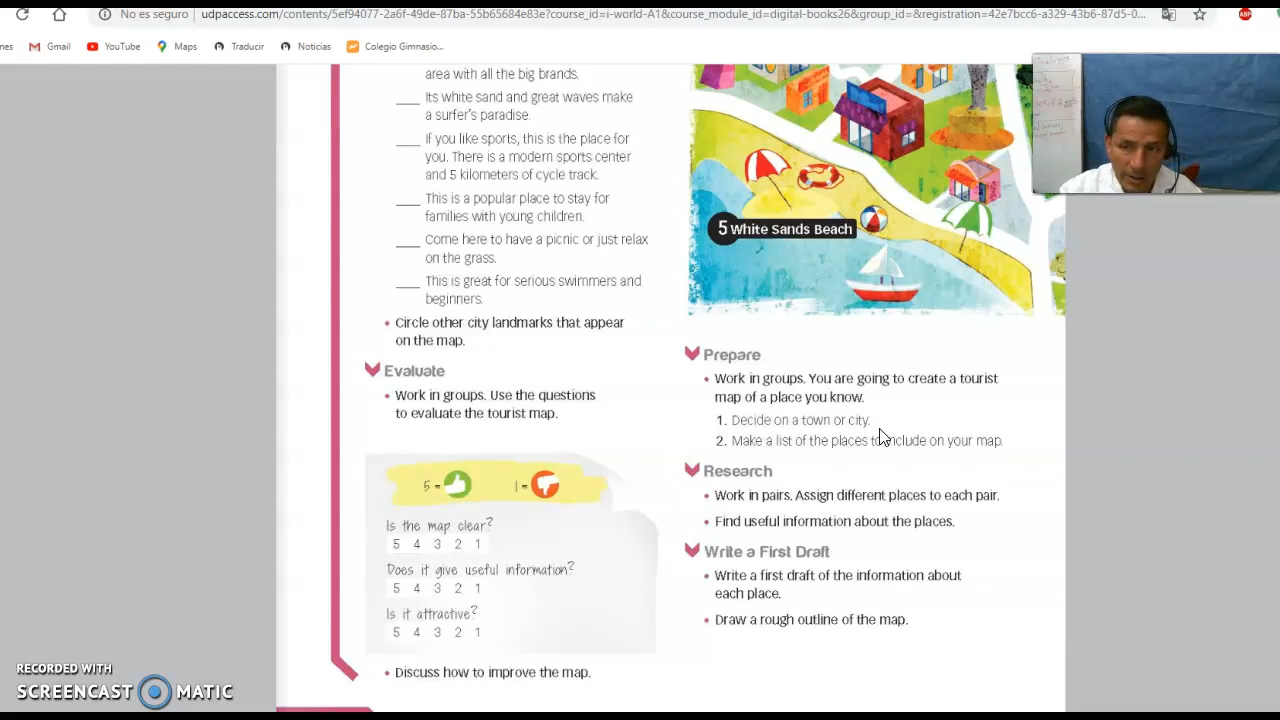 No es seguro
udpaccess.com/contents/5ef94077-2a6f-49de-87ba-55b65684e83e?course_id=i-world-A1&course_module_id=digital-books26&group_id=&registration=42e7bcc6-a329-43b6-87d5-0...
nes
Gmail
YouTube
Maps
Traducir
Noticias
Colegio Gimnasio...
area with all the big brands.
____ Its white sand and great waves make
a surfer's paradise.
____ If you like sports, this is the place for
you. There is a modern sports center
and 5 kilometers of cycle track.
____ This is a popular place to stay for
families with young children.
____ Come here to have a picnic or just relax
on the grass.
____ This is great for serious swimmers and
beginners.
• Circle other city landmarks that appear
on the map.
Evaluate
• Work in groups. Use the questions
to evaluate the tourist map.
5 = 1 =
Is the map clear?
5 4 3 2 1
Does it give useful information?
5 4 3 2 1
Is it attractive?
5 4 3 2 1
• Discuss how to improve the map.
5 White Sands Beach
Prepare
• Work in groups. You are going to create a tourist
map of a place you know.
1. Decide on a town or city.
2. Make a list of the places to include on your map.
Research
• Work in pairs. Assign different places to each pair.
• Find useful information about the places.
Write a First Draft
• Write a first draft of the information about
each place.
• Draw a rough outline of the map.
RECORDED WITH
SCREENCAST MATIC
ABP